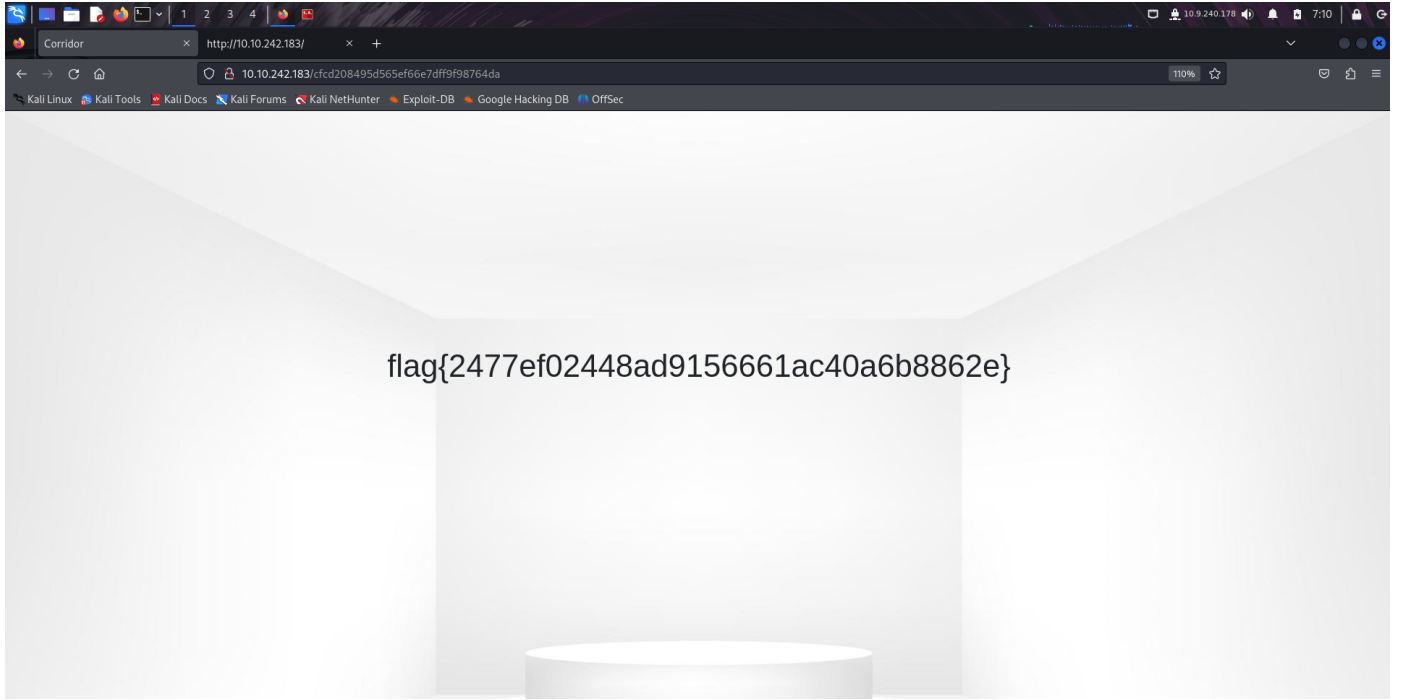 1 2 3 4 10.9.240.178 7:10
Corridor http://10.10.242.183/
10.10.242.183/cfcd208495d565ef66e7dff9f98764da 110%
Kali Linux Kali Tools Kali Docs Kali Forums Kali NetHunter Exploit-DB Google Hacking DB OffSec
flag{2477ef02448ad9156661ac40a6b8862e}